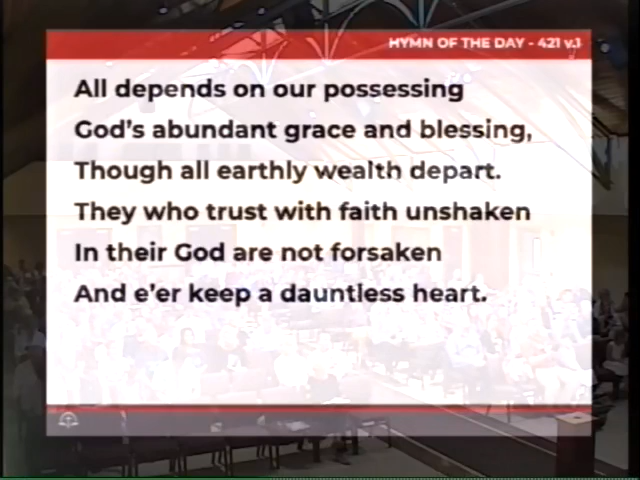 HYMN OF THE DAY - 421 v.1
All depends on our possessing
God's abundant grace and blessing,
Though all earthly wealth depart.
They who trust with faith unshaken
In their God are not forsaken
And e'er keep a dauntless heart.